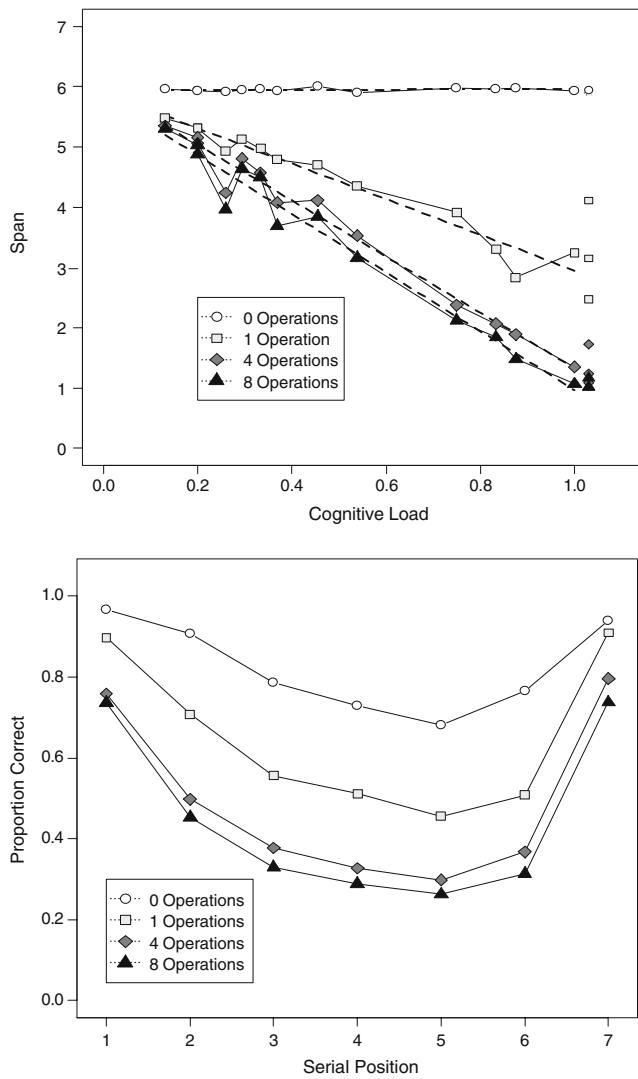 7
6
5
4
3
2
1
0
Span
0 Operations
1 Operation
4 Operations
8 Operations
0.0 0.2 0.4 0.6 0.8 1.0
Cognitive Load
1.0
0.8
0.6
0.4
0.2
0.0
Proportion Correct
0 Operations
1 Operations
4 Operations
8 Operations
1 2 3 4 5 6 7
Serial Position